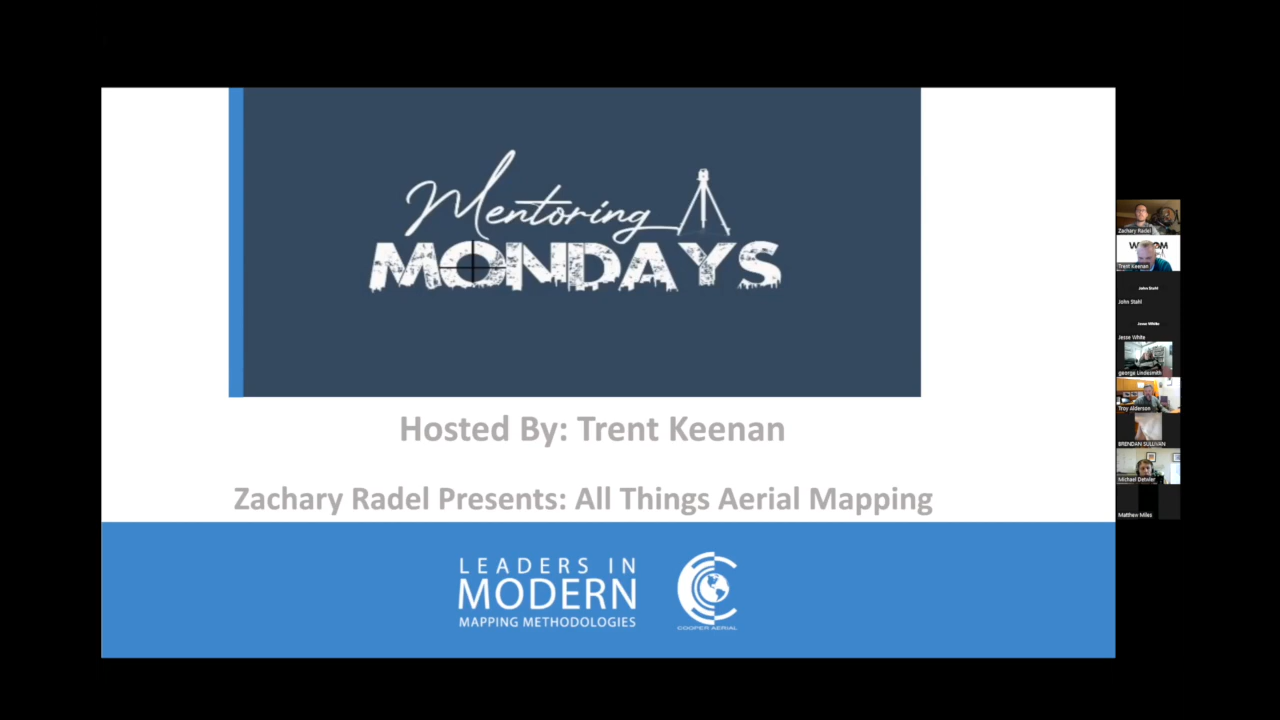 Mentoring
MONDAYS
Hosted By: Trent Keenan
Zachary Radel Presents: All Things Aerial Mapping
LEADERS IN
MODERN
MAPPING METHODOLOGIES
COOPER AERIAL
Zachary Radel
Trent Keenan
John Stahl
John Stahl
Jesse White
Jesse White
george Lindesmith
Troy Alderson
BRENDAN SULLIVAN
Michael Detwiler
Matthew Miles